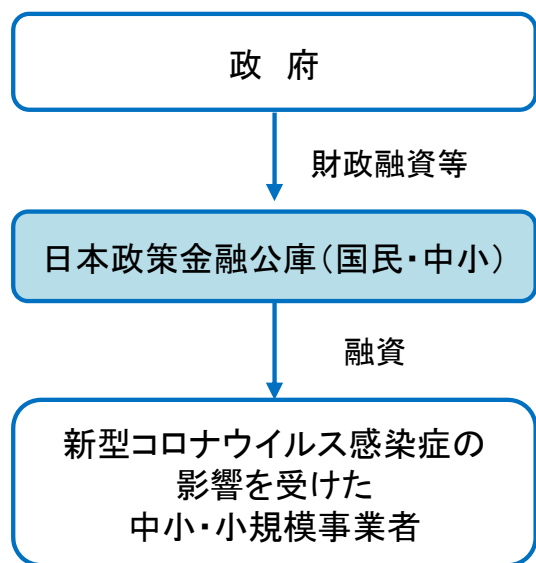 政 府
財政融資等
日本政策金融公庫（国民・中小）
融資
新型コロナウイルス感染症の
影響を受けた
中小・小規模事業者